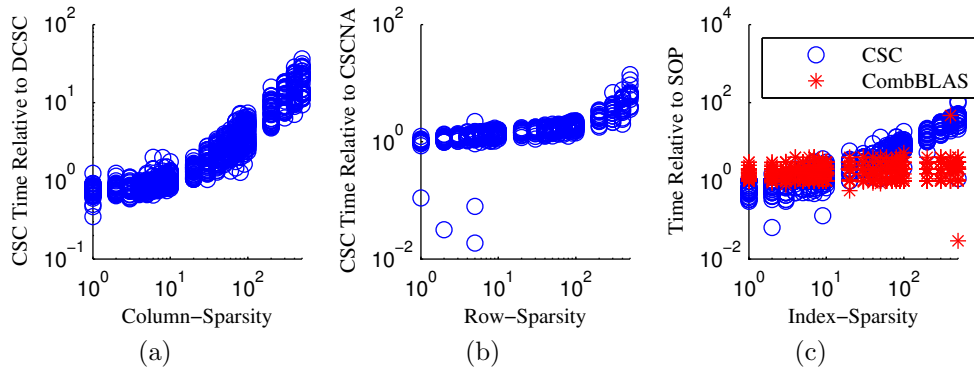 CSC Time Relative to DCSC
10^2
10^1
10^0
10^−1
10^0
10^1
10^2
Column−Sparsity
(a)
CSC Time Relative to CSCNA
10^2
10^0
10^−2
10^0
10^1
10^2
Row−Sparsity
(b)
Time Relative to SOP
10^4
10^2
10^0
10^−2
10^0
10^1
10^2
Index−Sparsity
CSC
CombBLAS
(c)